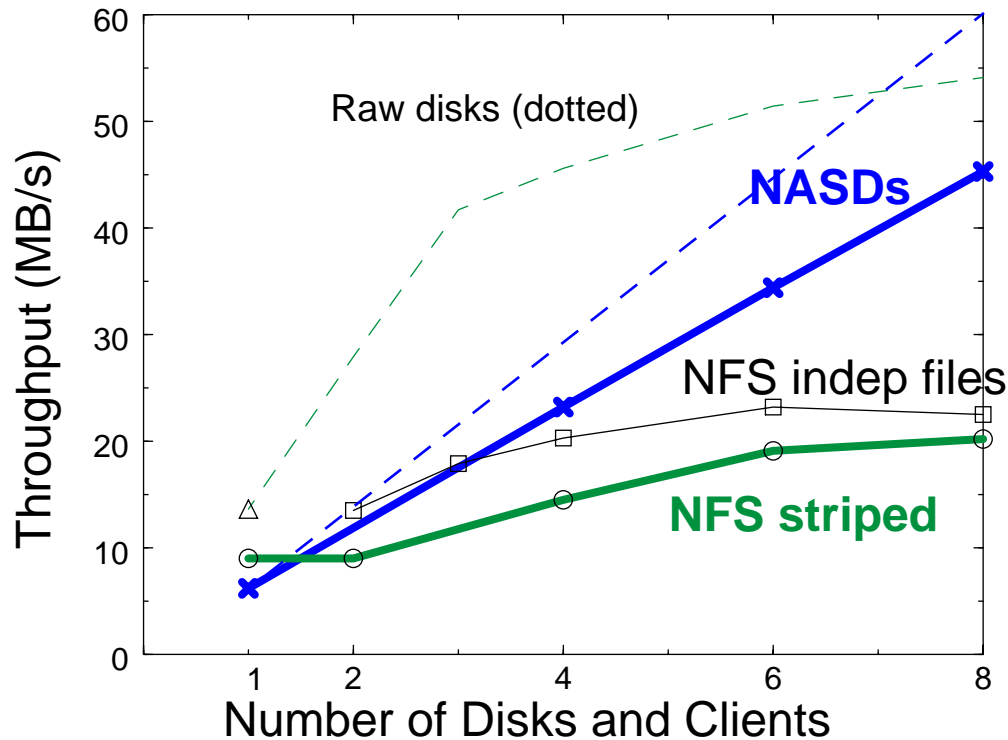 60
50
40
30
20
10
0
Throughput (MB/s)
Raw disks (dotted)
NASDs
NFS indep files
NFS striped
1 2 4 6 8
Number of Disks and Clients